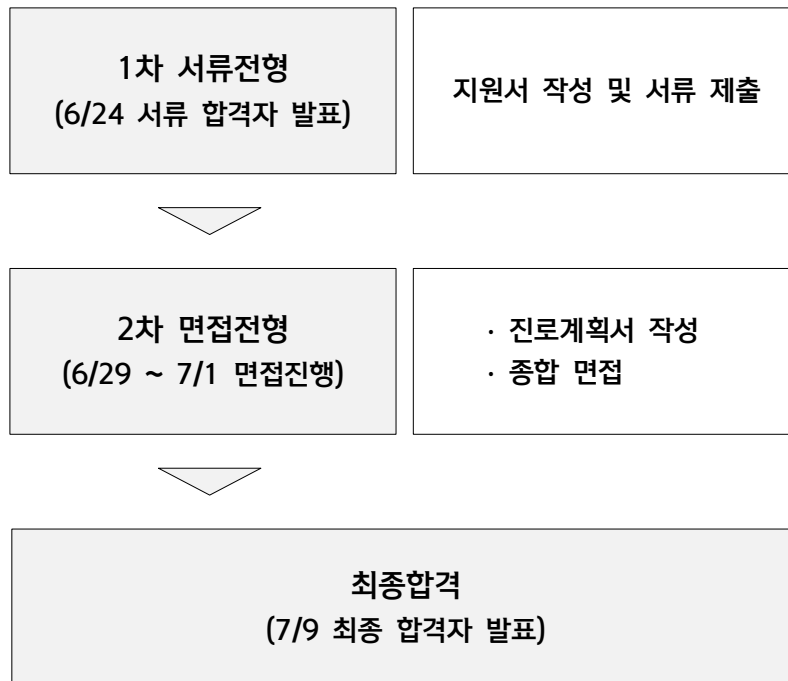 1차 서류전형
(6/24 서류 합격자 발표)
지원서 작성 및 서류 제출
2차 면접전형
(6/29 ~ 7/1 면접진행)
· 진로계획서 작성
· 종합 면접
최종합격
(7/9 최종 합격자 발표)